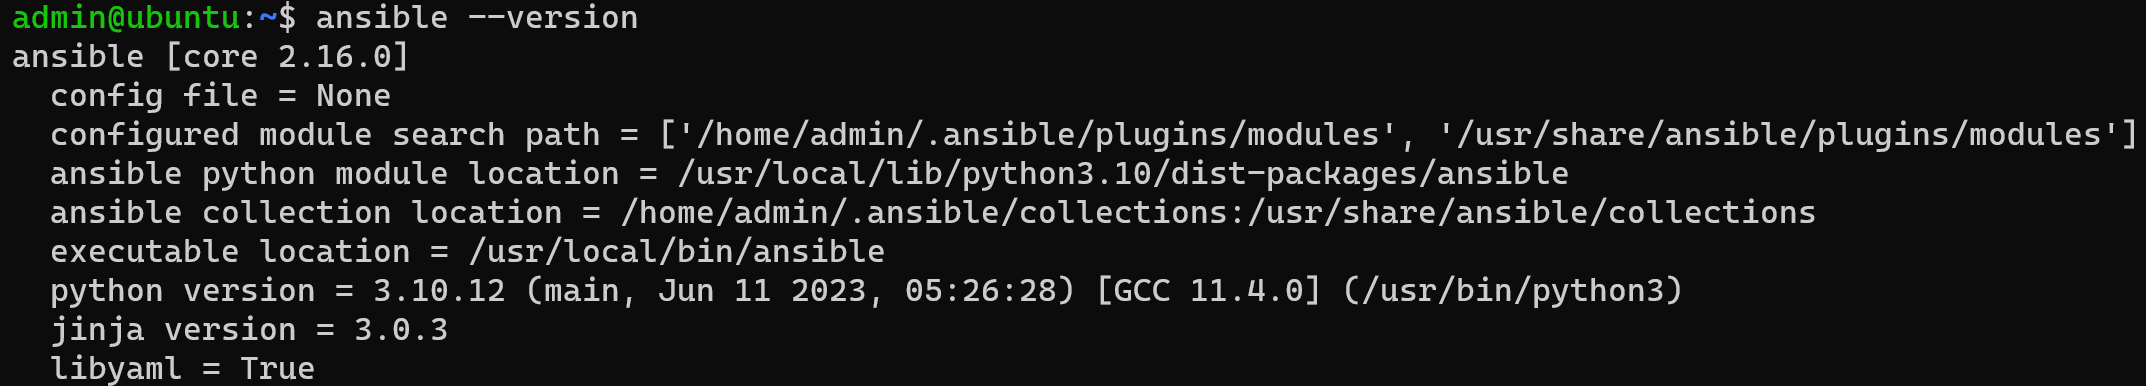 admin@ubuntu:~$ ansible --version
ansible [core 2.16.0]
  config file = None
  configured module search path = ['/home/admin/.ansible/plugins/modules', '/usr/share/ansible/plugins/modules']
  ansible python module location = /usr/local/lib/python3.10/dist-packages/ansible
  ansible collection location = /home/admin/.ansible/collections:/usr/share/ansible/collections
  executable location = /usr/local/bin/ansible
  python version = 3.10.12 (main, Jun 11 2023, 05:26:28) [GCC 11.4.0] (/usr/bin/python3)
  jinja version = 3.0.3
  libyaml = True